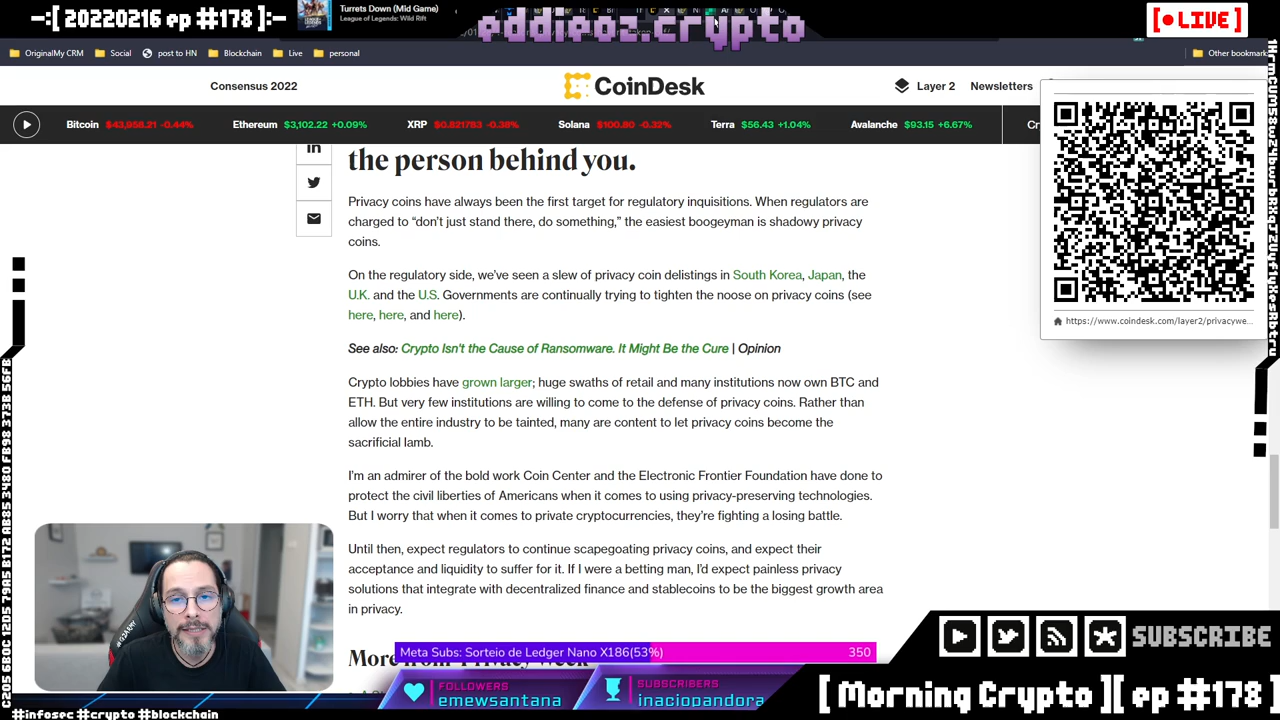 -:[ 20220216 ep #178 ]:-
Turrets Down (Mid Game)
League of Legends: Wild Rift
eddieoz.crypto
[● LIVE ]
OriginalMy CRM
Social
post to HN
Blockchain
Live
personal
Other bookmark
Consensus 2022
CoinDesk
Layer 2
Newsletters
Bitcoin $43,958.21 -0.44%
Ethereum $3,102.22 +0.09%
XRP $0.821783 -0.38%
Solana $100.80 -0.32%
Terra $56.43 +1.04%
Avalanche $93.15 +6.67%
the person behind you.
Privacy coins have always been the first target for regulatory inquisitions. When regulators are
charged to “don’t just stand there, do something,” the easiest boogeyman is shadowy privacy
coins.
On the regulatory side, we’ve seen a slew of privacy coin delistings in South Korea, Japan, the
U.K. and the U.S. Governments are continually trying to tighten the noose on privacy coins (see
here, here, and here).
See also: Crypto Isn't the Cause of Ransomware. It Might Be the Cure | Opinion
Crypto lobbies have grown larger; huge swaths of retail and many institutions now own BTC and
ETH. But very few institutions are willing to come to the defense of privacy coins. Rather than
allow the entire industry to be tainted, many are content to let privacy coins become the
sacrificial lamb.
I’m an admirer of the bold work Coin Center and the Electronic Frontier Foundation have done to
protect the civil liberties of Americans when it comes to using privacy-preserving technologies.
But I worry that when it comes to private cryptocurrencies, they’re fighting a losing battle.
Until then, expect regulators to continue scapegoating privacy coins, and expect their
acceptance and liquidity to suffer for it. If I were a betting man, I’d expect painless privacy
solutions that integrate with decentralized finance and stablecoins to be the biggest growth area
in privacy.
https://www.coindesk.com/layer2/privacywe...
Meta Subs: Sorteio de Ledger Nano X186(53%)
350
FOLLOWERS
emewsantana
SUBSCRIBERS
inaciopandora
SUBSCRIBE
[ Morning Crypto ][ ep #178 ]
#infosec #crypto #blockchain